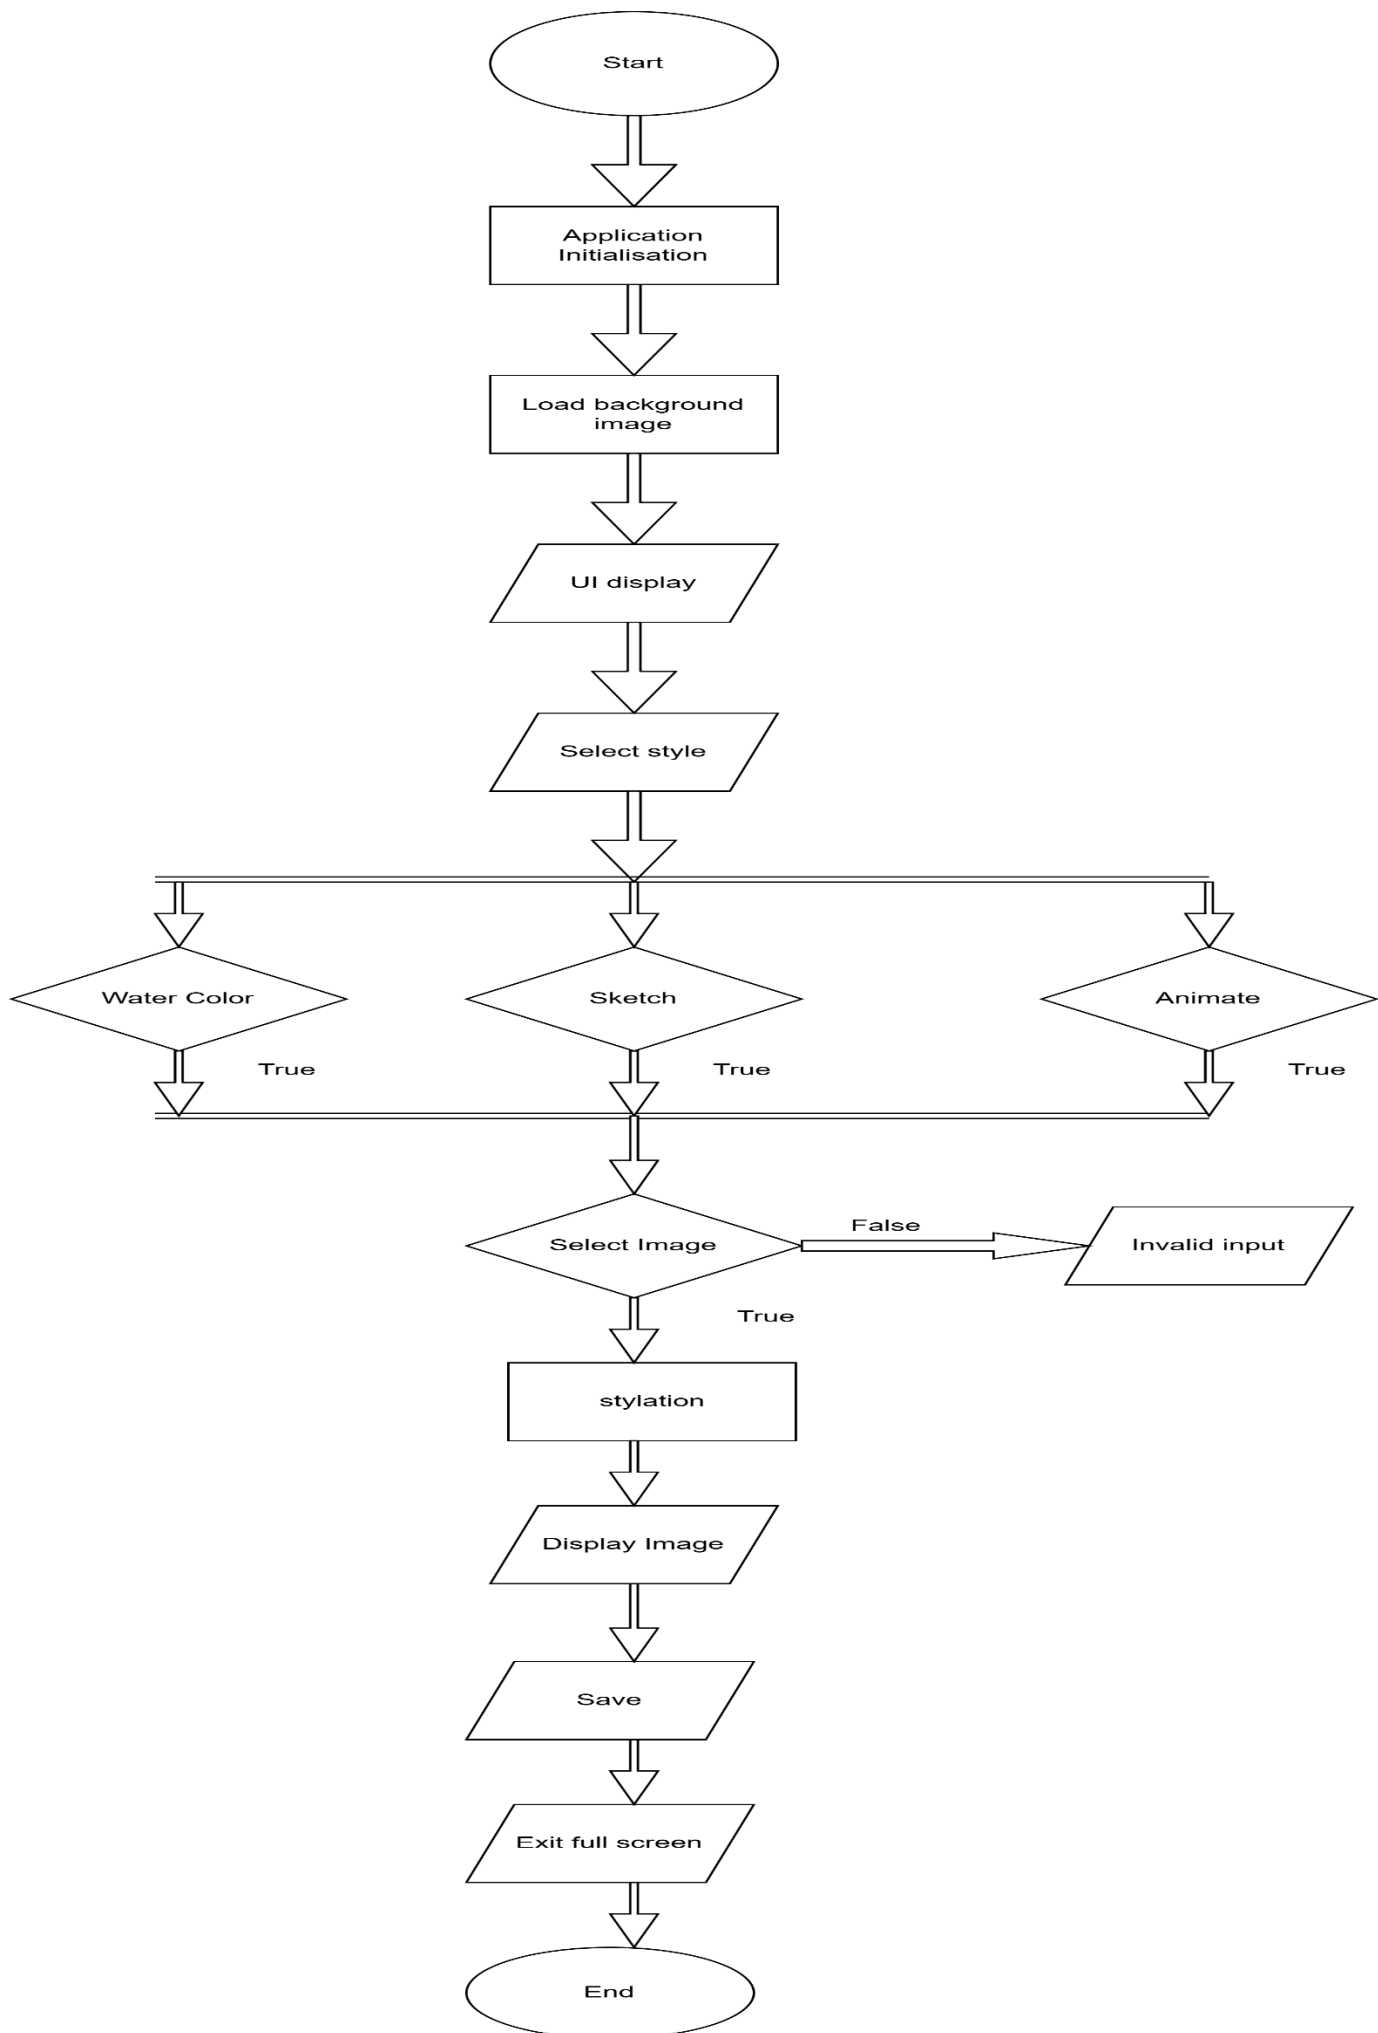 Start
Application
Initialisation
Load background
image
UI display
Select style
Water Color
Sketch
Animate
True
True
True
Select Image
False
Invalid input
True
stylation
Display Image
Save
Exit full screen
End